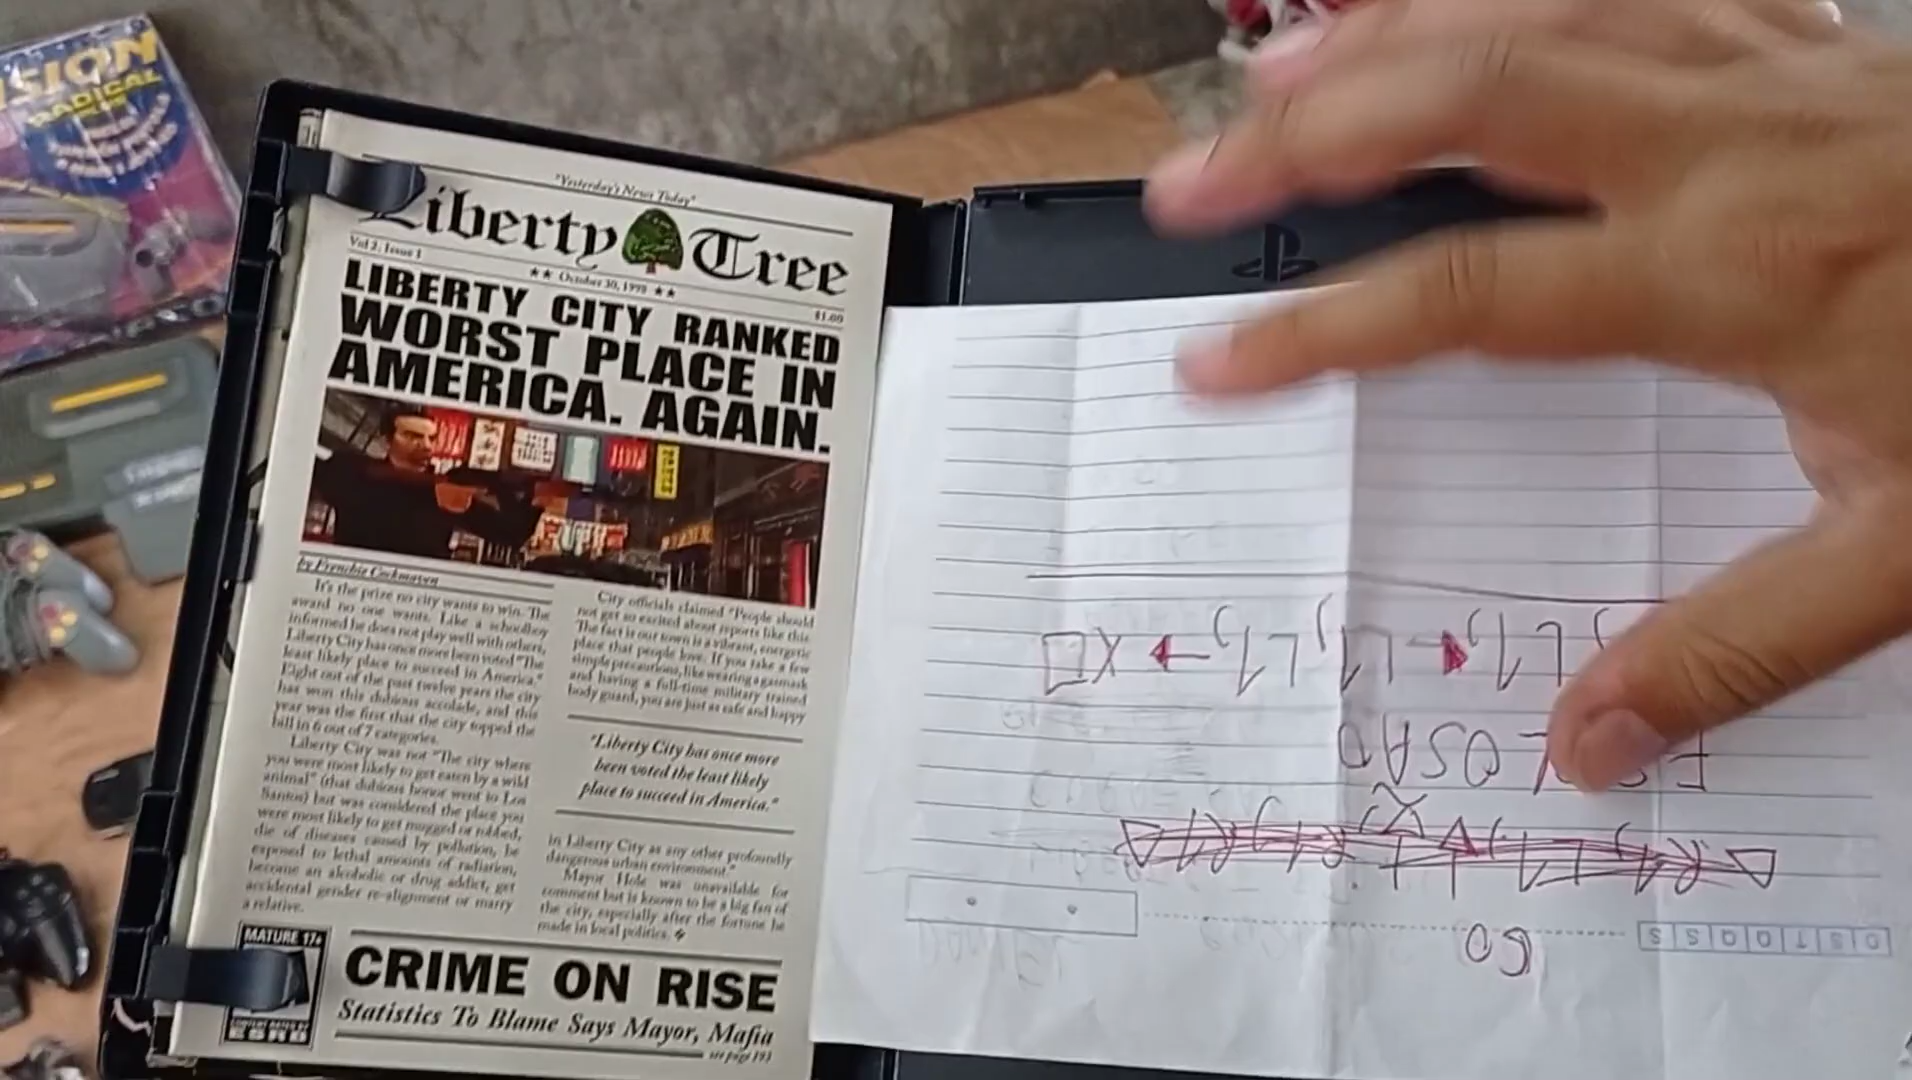 ISION
RADICAL
"Yesterday's News Today"
Liberty Tree
Vol 2, Issue 1
★★ October 30, 1998 ★★
$1.00
LIBERTY CITY RANKED
WORST PLACE IN
AMERICA. AGAIN.
It's the prize no city wants to win. The
award no one wants. Like a schoolboy
informed he does not play well with others,
Liberty City has once more been voted "The
least likely place to succeed in America."
Eight out of the past twelve years the city
has won this dubious accolade, and this
year was the first that the city topped the
bill in 6 out of 7 categories.
Liberty City was not "The city where
you were most likely to get eaten by a wild
animal" (that dubious honor went to Los
Santos) but was considered the place you
were most likely to get mugged or robbed,
die of diseases caused by pollution, be
exposed to lethal amounts of radiation,
become an alcoholic or drug addict, get
accidental gender re-alignment or marry
a relative.
City officials claimed "People should
not get so excited about reports like this.
The fact is our town is a vibrant, energetic
place that people love. If you take a few
simple precautions, like wearing a gasmask
and having a full-time military trained
body guard, you are just as safe and happy
"Liberty City has once more
been voted the least likely
place to succeed in America."
in Liberty City as any other profoundly
dangerous urban environment."
Mayor Hole was unavailable for
comment but is known to be a big fan of
the city, especially after the fortune he
made in local politics.
MATURE 17+
ESRB
CRIME ON RISE
Statistics To Blame Says Mayor, Mafia
see page 193
D S T Q Q S S